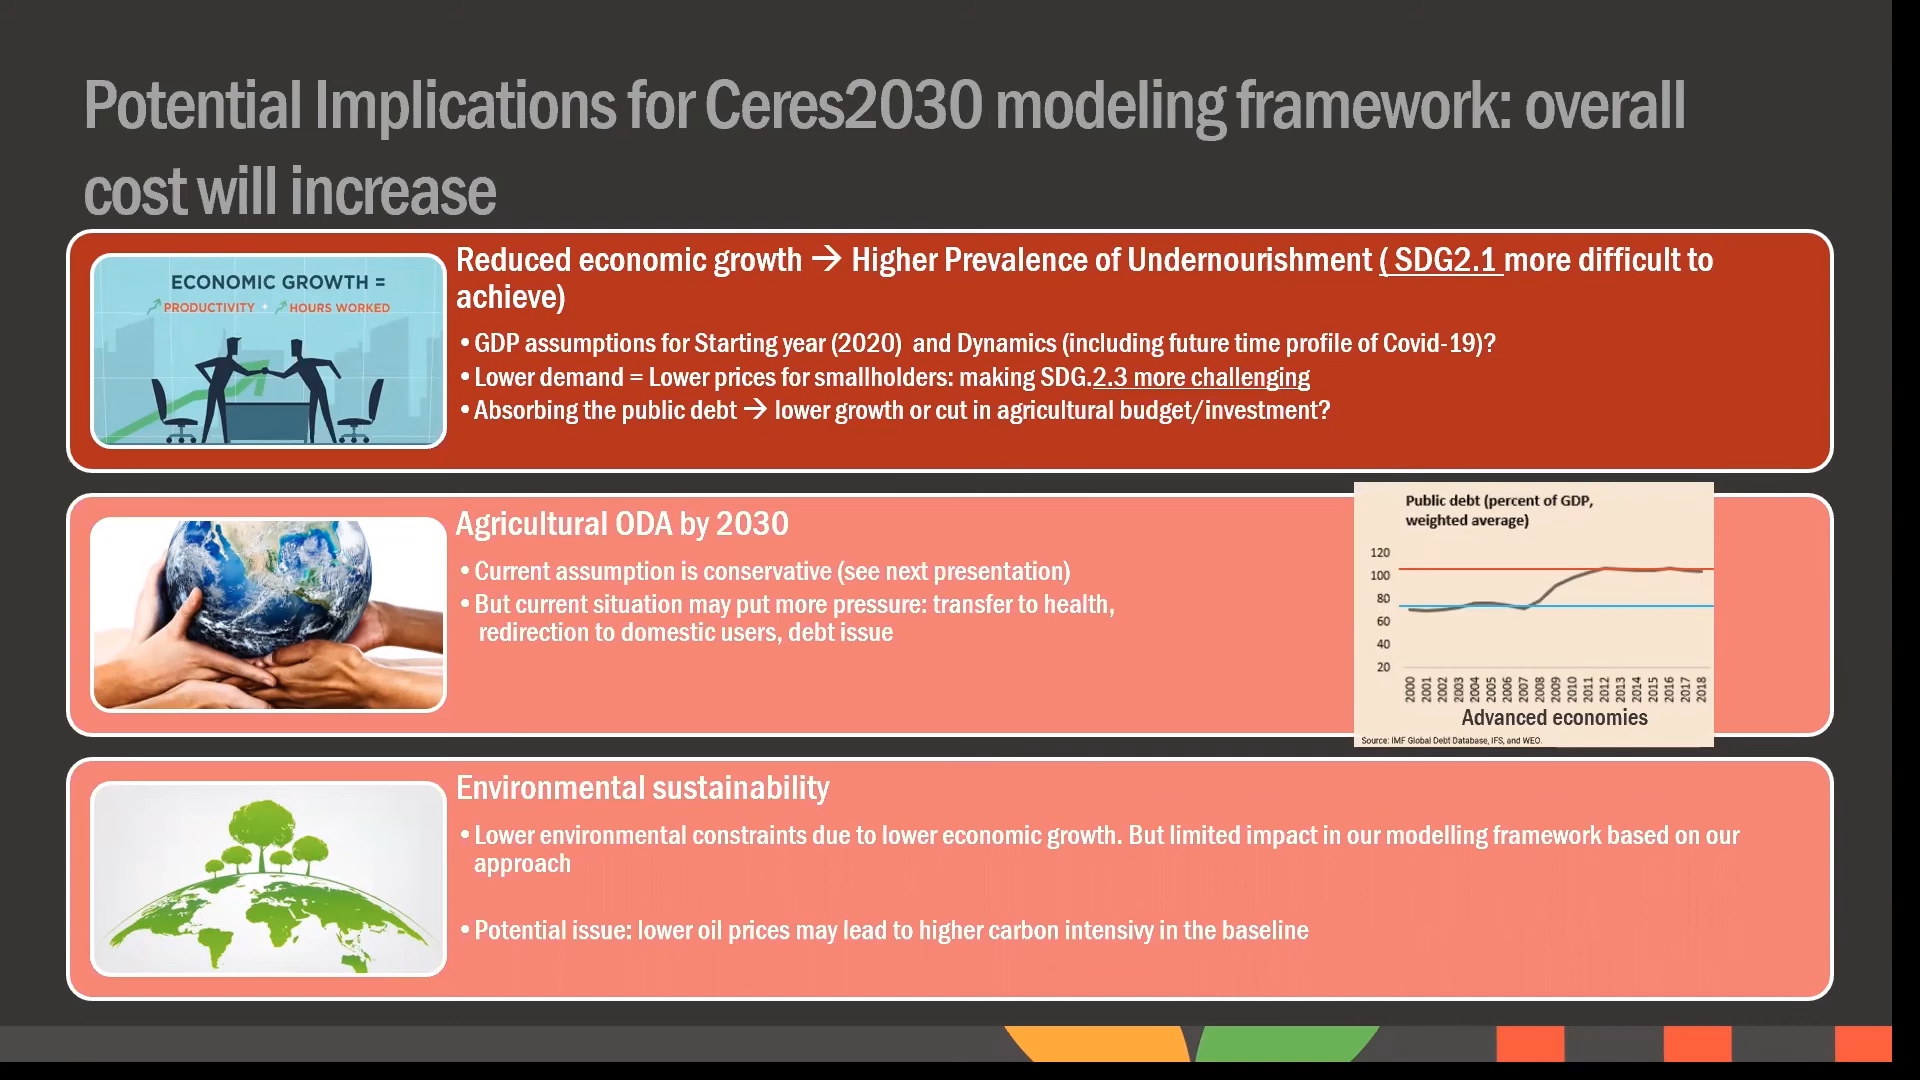 Potential Implications for Ceres2030 modeling framework: overall
cost will increase
ECONOMIC GROWTH =
PRODUCTIVITY + HOURS WORKED
Reduced economic growth → Higher Prevalence of Undernourishment ( SDG2.1 more difficult to
achieve)
• GDP assumptions for Starting year (2020) and Dynamics (including future time profile of Covid-19)?
• Lower demand = Lower prices for smallholders: making SDG.2.3 more challenging
• Absorbing the public debt → lower growth or cut in agricultural budget/investment?
Agricultural ODA by 2030
• Current assumption is conservative (see next presentation)
• But current situation may put more pressure: transfer to health,
redirection to domestic users, debt issue
Public debt (percent of GDP,
weighted average)
120
100
80
60
40
20
2000 2001 2002 2003 2004 2005 2006 2007 2008 2009 2010 2011 2012 2013 2014 2015 2016 2017 2018
Advanced economies
Source: IMF Global Debt Database, IFS, and WEO.
Environmental sustainability
• Lower environmental constraints due to lower economic growth. But limited impact in our modelling framework based on our
approach
• Potential issue: lower oil prices may lead to higher carbon intensivy in the baseline